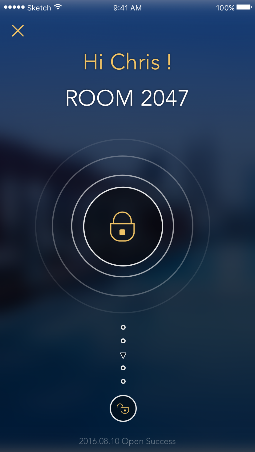 Sketch 9:41 AM 100%
Hi Chris !
ROOM 2047
2016.08.10 Open Success